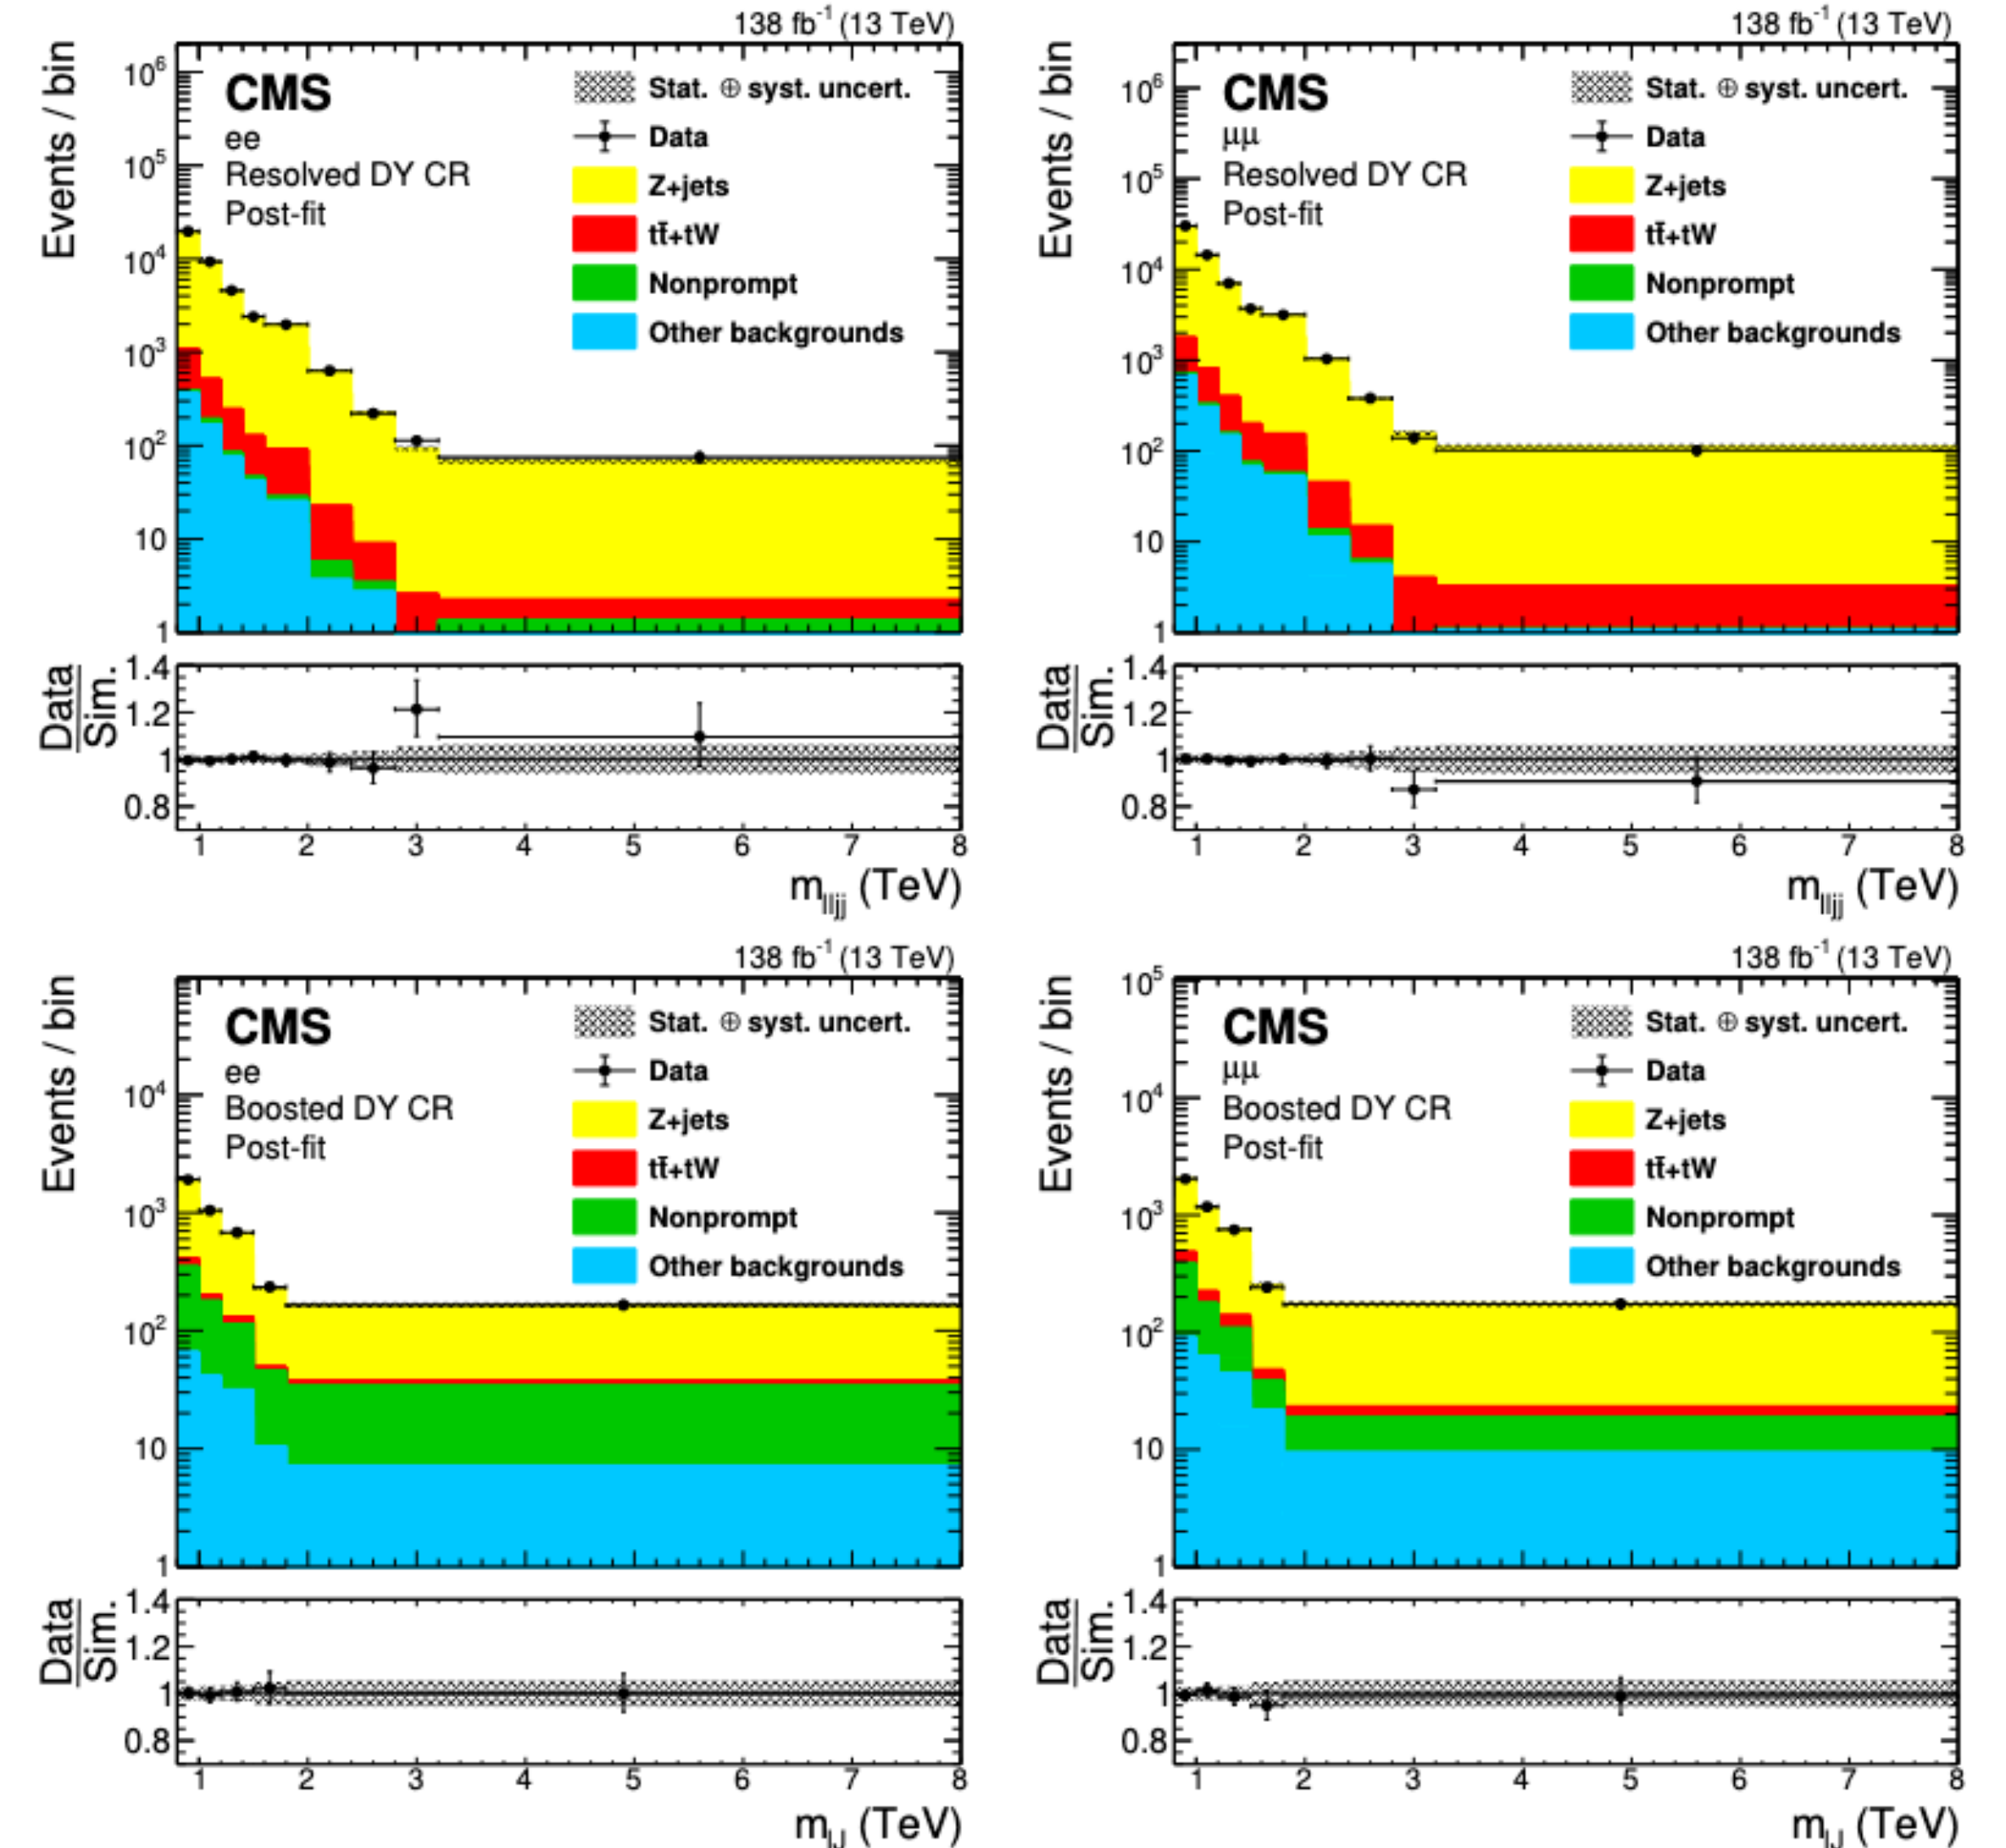 138 fb⁻¹ (13 TeV)
Events / bin
10⁶
10⁵
10⁴
10³
10²
10
1
CMS
ee
Resolved DY CR
Post-fit
Stat. ⊕ syst. uncert.
Data
Z+jets
tt̄+tW
Nonprompt
Other backgrounds
Data
Sim.
1.4
1.2
1
0.8
1 2 3 4 5 6 7 8
m_lljj (TeV)
138 fb⁻¹ (13 TeV)
Events / bin
10⁶
10⁵
10⁴
10³
10²
10
1
CMS
μμ
Resolved DY CR
Post-fit
Stat. ⊕ syst. uncert.
Data
Z+jets
tt̄+tW
Nonprompt
Other backgrounds
Data
Sim.
1.4
1.2
1
0.8
1 2 3 4 5 6 7 8
m_lljj (TeV)
138 fb⁻¹ (13 TeV)
Events / bin
10⁴
10³
10²
10
1
CMS
ee
Boosted DY CR
Post-fit
Stat. ⊕ syst. uncert.
Data
Z+jets
tt̄+tW
Nonprompt
Other backgrounds
Data
Sim.
1.4
1.2
1
0.8
1 2 3 4 5 6 7 8
m_lJ (TeV)
138 fb⁻¹ (13 TeV)
Events / bin
10⁵
10⁴
10³
10²
10
1
CMS
μμ
Boosted DY CR
Post-fit
Stat. ⊕ syst. uncert.
Data
Z+jets
tt̄+tW
Nonprompt
Other backgrounds
Data
Sim.
1.4
1.2
1
0.8
1 2 3 4 5 6 7 8
m_lJ (TeV)